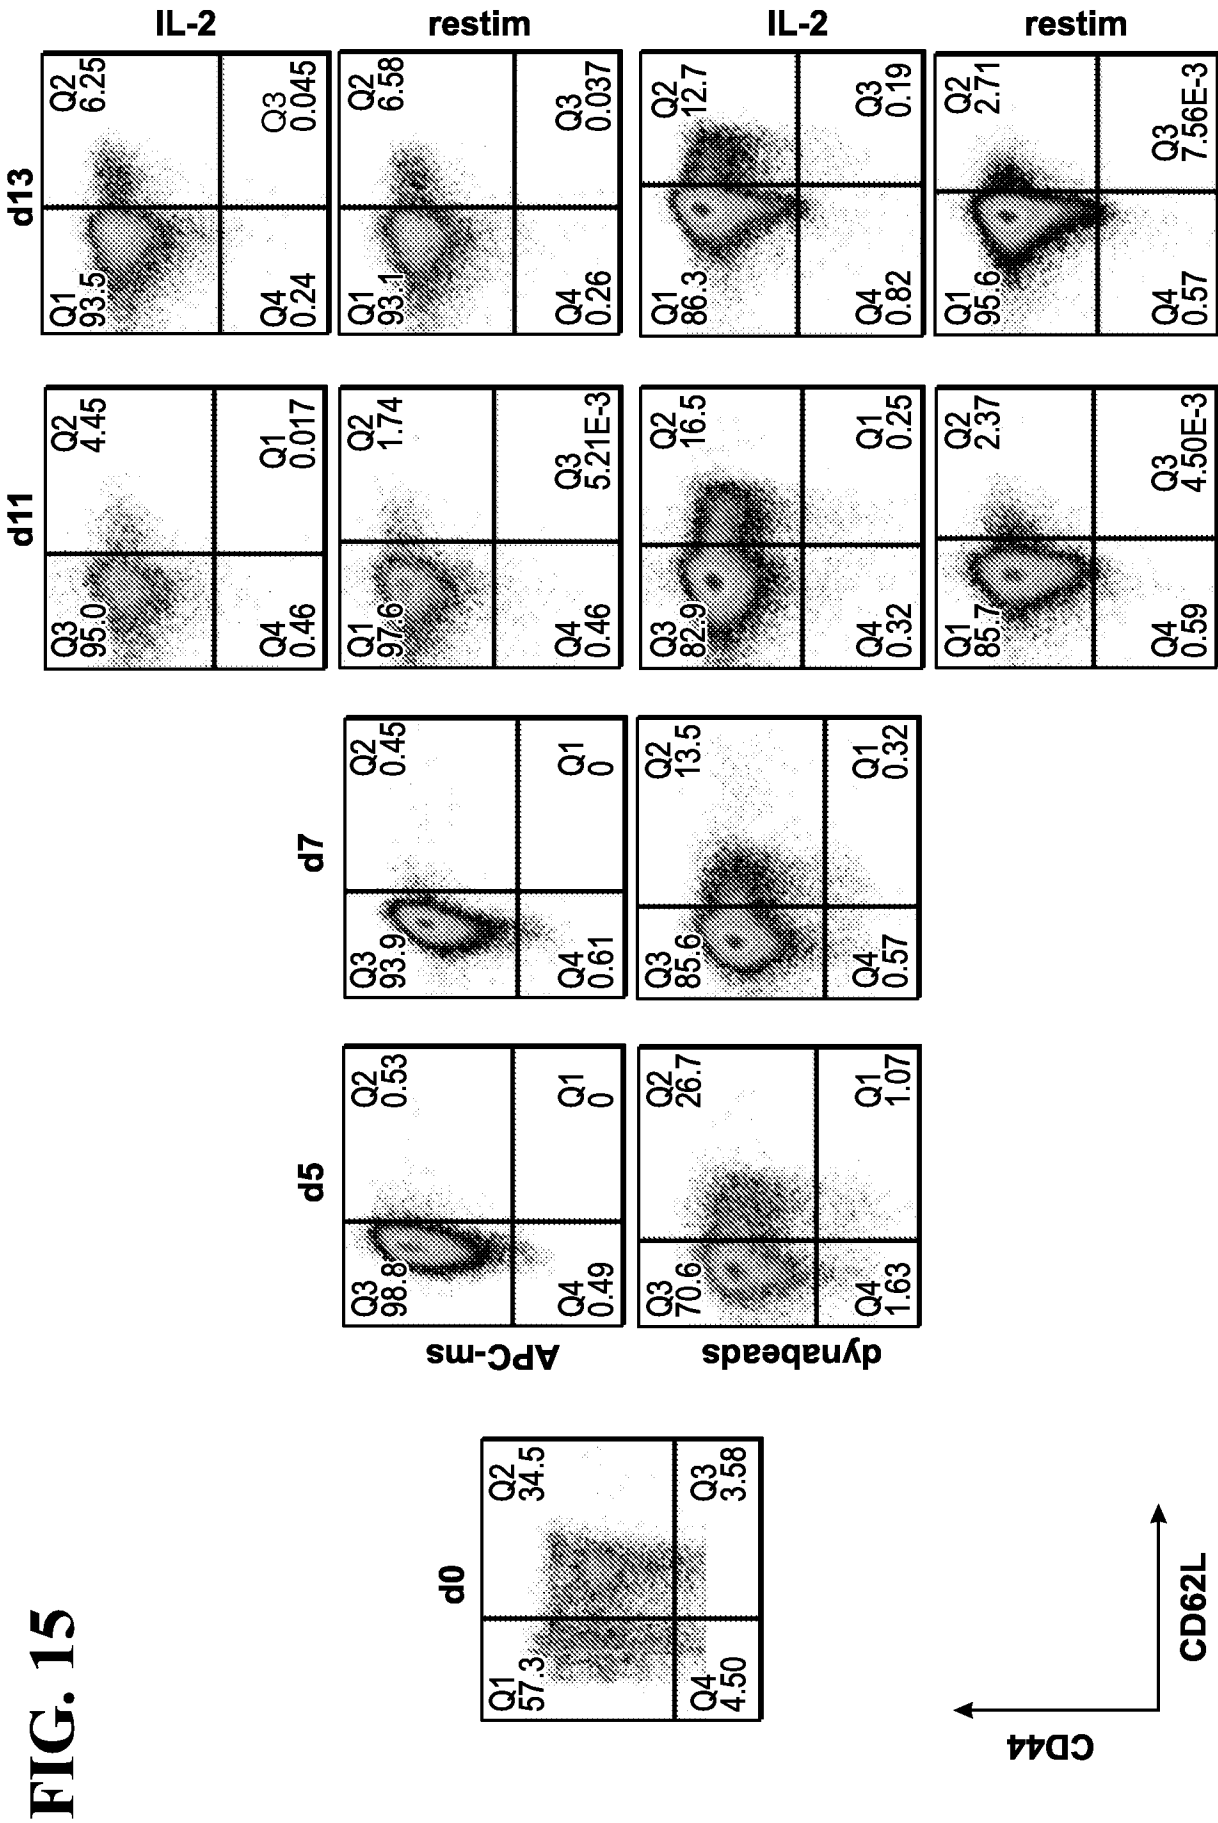 FIG. 15
d0
Q1
57.3
Q2
34.5
Q4
4.50
Q3
3.58
CD44
CD62L
d5
d7
d11
d13
APC-ms
Q3
98.8
Q2
0.53
Q4
0.49
Q1
0
Q3
93.9
Q2
0.45
Q4
0.61
Q1
0
Q3
95.0
Q2
4.45
Q4
0.46
Q1
0.017
Q1
93.5
Q2
6.25
Q4
0.24
Q3
0.045
IL-2
Q1
97.6
Q2
1.74
Q4
0.46
Q3
5.21E-3
Q1
93.1
Q2
6.58
Q4
0.26
Q3
0.037
restim
dynabeads
Q3
70.6
Q2
26.7
Q4
1.63
Q1
1.07
Q3
85.6
Q2
13.5
Q4
0.57
Q1
0.32
Q3
82.9
Q2
16.5
Q4
0.32
Q1
0.25
Q1
86.3
Q2
12.7
Q4
0.82
Q3
0.19
IL-2
Q1
85.7
Q2
2.37
Q4
0.59
Q3
4.50E-3
Q1
95.6
Q2
2.71
Q4
0.57
Q3
7.56E-3
restim